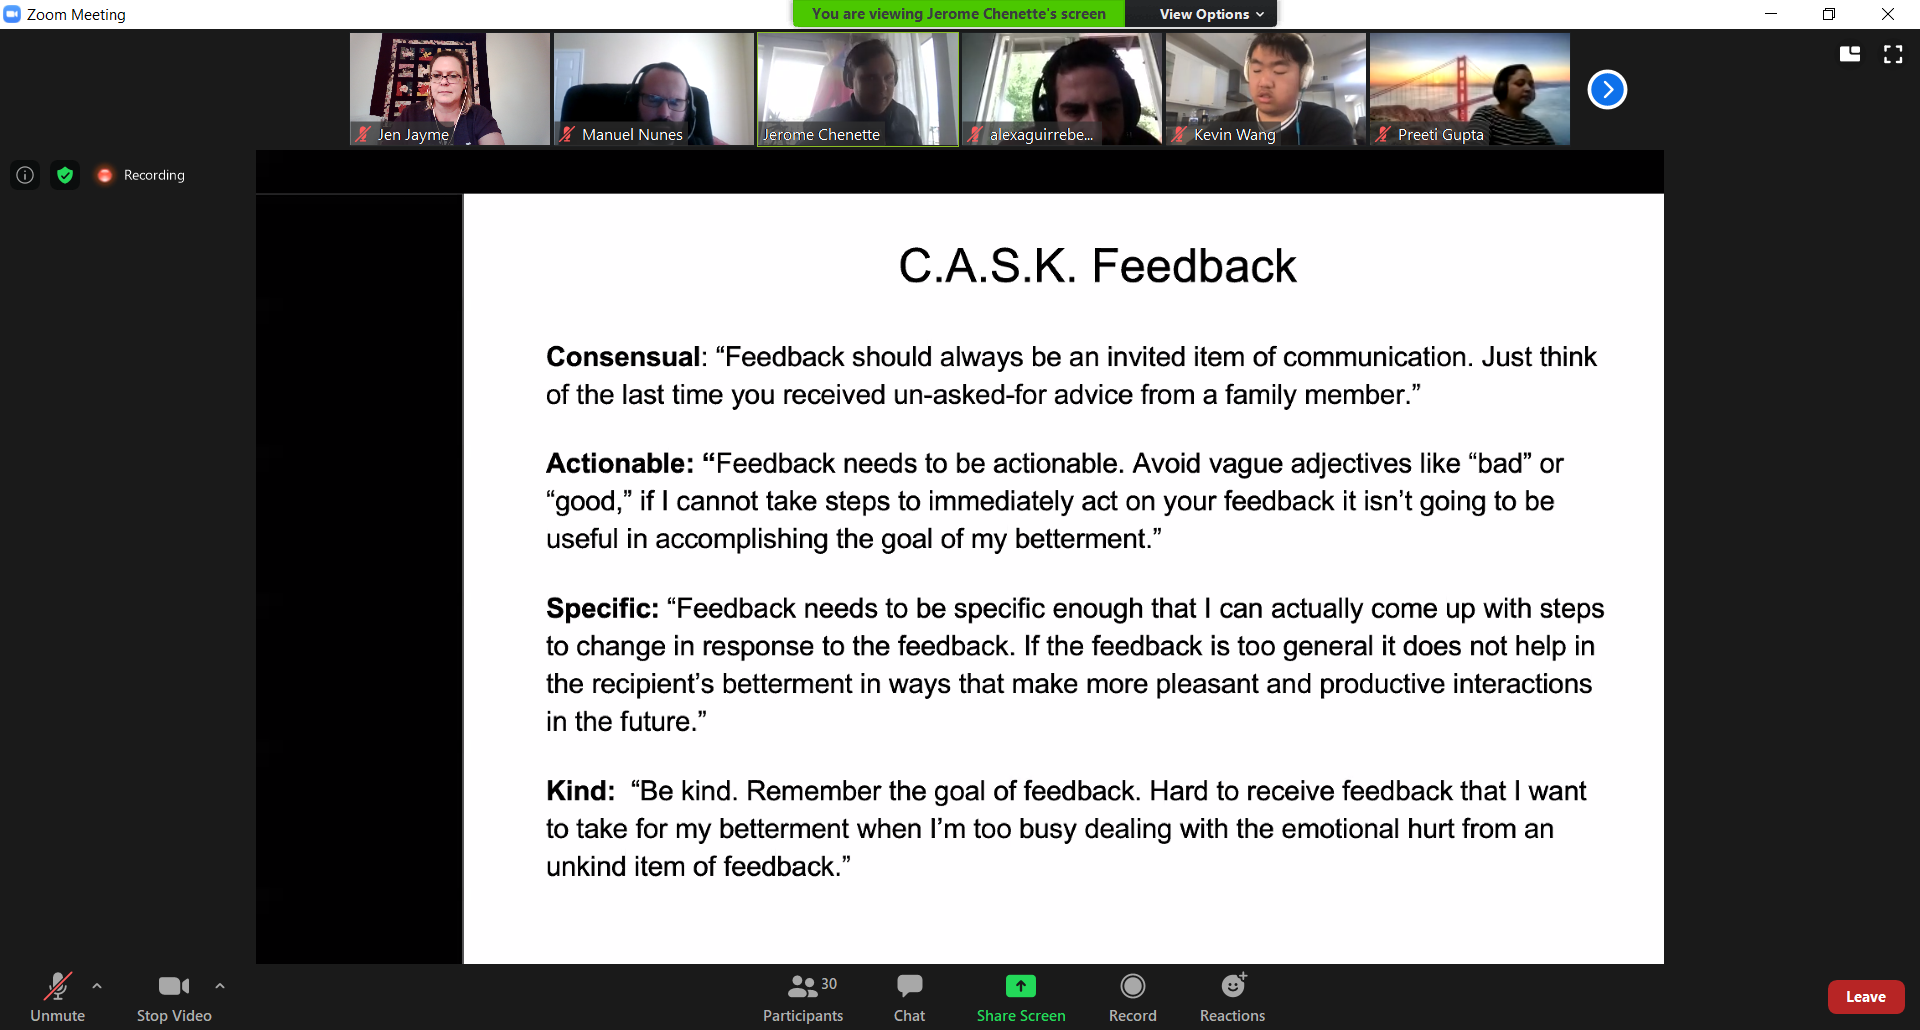 Zoom Meeting
You are viewing Jerome Chenette's screen
View Options
Jen Jayme
Manuel Nunes
Jerome Chenette
alexaguirrebe...
Kevin Wang
Preeti Gupta
Recording
C.A.S.K. Feedback
Consensual: “Feedback should always be an invited item of communication. Just think
of the last time you received un-asked-for advice from a family member.”
Actionable: “Feedback needs to be actionable. Avoid vague adjectives like “bad” or
“good,” if I cannot take steps to immediately act on your feedback it isn’t going to be
useful in accomplishing the goal of my betterment.”
Specific: “Feedback needs to be specific enough that I can actually come up with steps
to change in response to the feedback. If the feedback is too general it does not help in
the recipient’s betterment in ways that make more pleasant and productive interactions
in the future.”
Kind: “Be kind. Remember the goal of feedback. Hard to receive feedback that I want
to take for my betterment when I’m too busy dealing with the emotional hurt from an
unkind item of feedback.”
Unmute
Stop Video
30
Participants
Chat
Share Screen
Record
Reactions
Leave